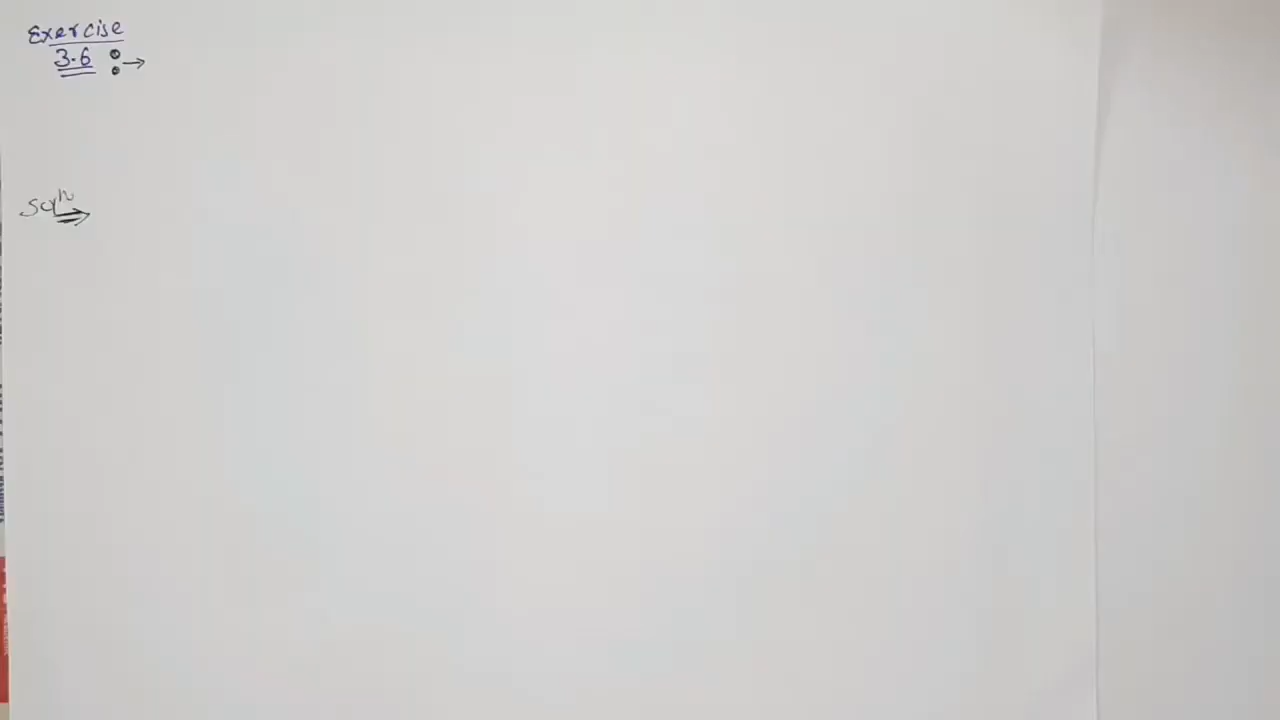 Exercise
3.6 :→
Solⁿ ⇒